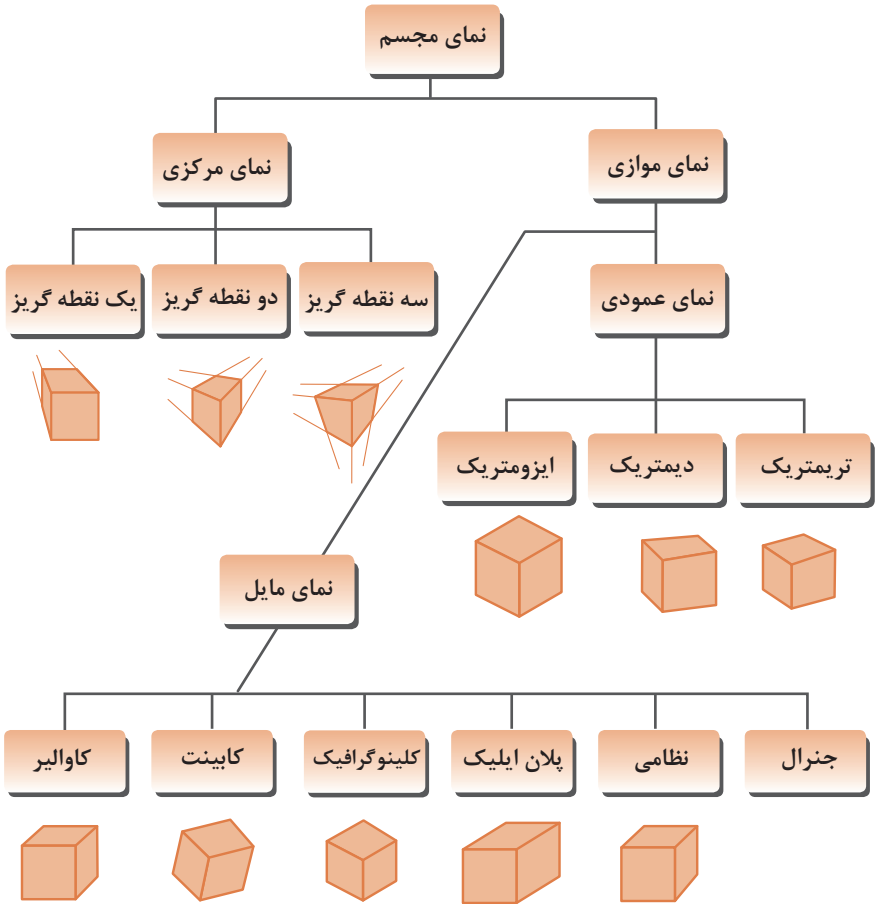 نمای مجسم
نمای موازی
نمای مرکزی
نمای عمودی
سه نقطه گریز
دو نقطه گریز
یک نقطه گریز
تریمتریک
دیمتریک
ایزومتریک
نمای مایل
جنرال
نظامی
پلان ابلیک
کلینوگرافیک
کابینت
کاوالیر